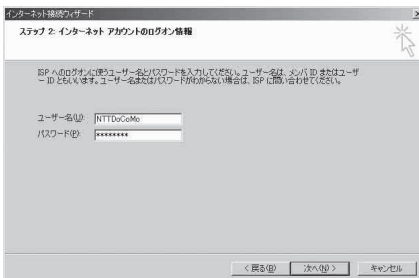 インターネット接続ウィザード
ステップ 2: インターネット アカウントのログオン情報
ISP へのログオンに使うユーザー名とパスワードを入力してください。ユーザー名は、メンバ ID またはユーザ
ー ID ともいいます。ユーザー名またはパスワードがわからない場合は、ISP に問い合わせてください。
ユーザー名(U): NTTDoCoMo
パスワード(P): ********
< 戻る(B) 次へ(N) > キャンセル